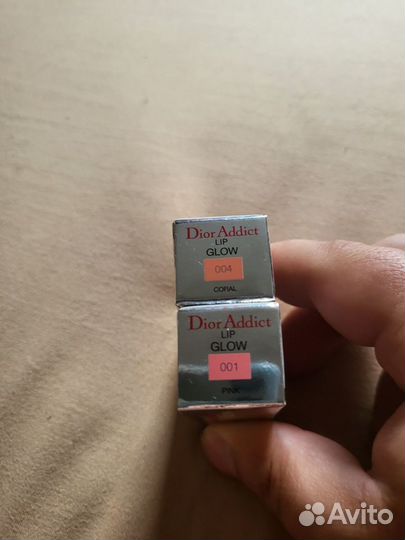 Dior Addict
LIP
GLOW
004
CORAL
Dior Addict
LIP
GLOW
001
PINK
Avito